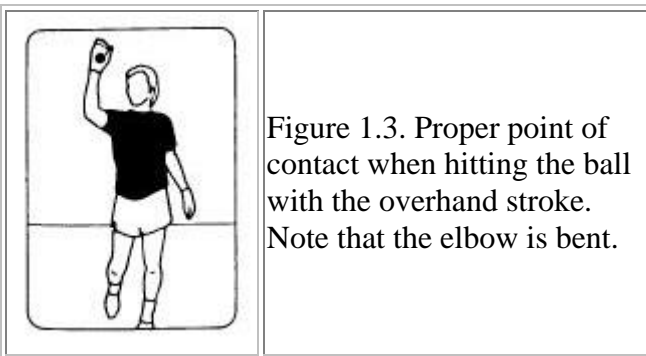 Figure 1.3. Proper point of
contact when hitting the ball
with the overhand stroke.
Note that the elbow is bent.